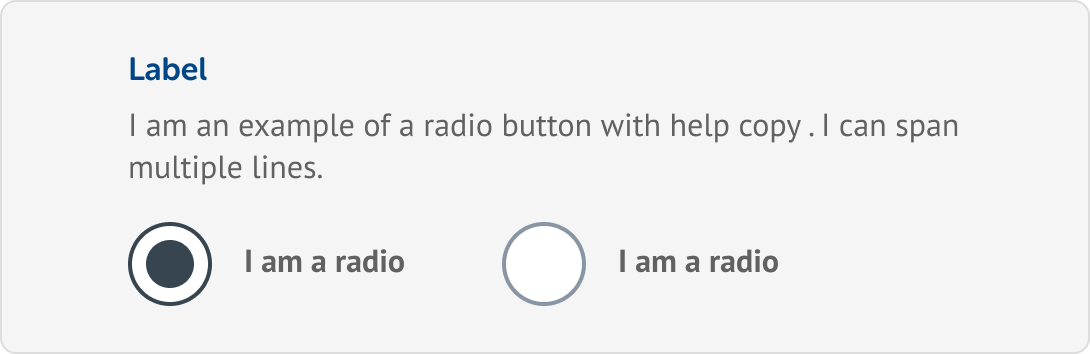 Label
I am an example of a radio button with help copy . I can span
multiple lines.
I am a radio I am a radio